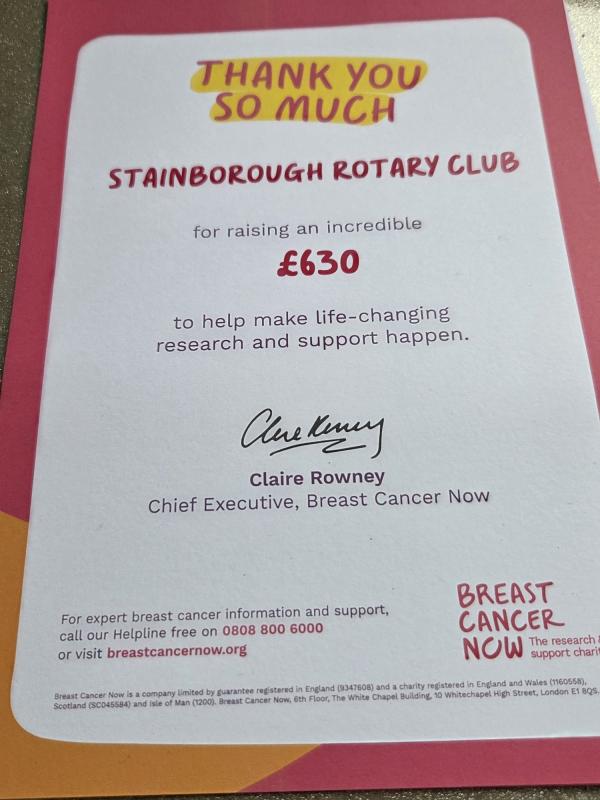 THANK YOU
SO MUCH
STAINBOROUGH ROTARY CLUB
for raising an incredible
£630
to help make life-changing
research and support happen.
Claire Rowney
Chief Executive, Breast Cancer Now
For expert breast cancer information and support,
call our Helpline free on 0808 800 6000
or visit breastcancernow.org
BREAST
CANCER
NOW The research &
support charit
Breast Cancer Now is a company limited by guarantee registered in England (9347608) and a charity registered in England and Wales (1160558),
Scotland (SC045584) and Isle of Man (1200). Breast Cancer Now, 6th Floor, The White Chapel Building, 10 Whitechapel High Street, London E1 8QS.